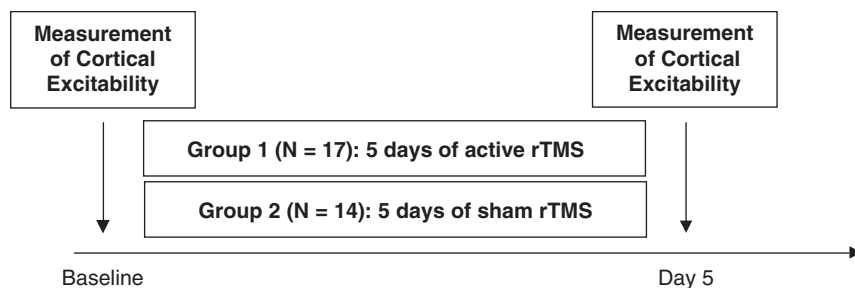 Measurement
of Cortical
Excitability
Measurement
of Cortical
Excitability
Group 1 (N = 17): 5 days of active rTMS
Group 2 (N = 14): 5 days of sham rTMS
Baseline
Day 5